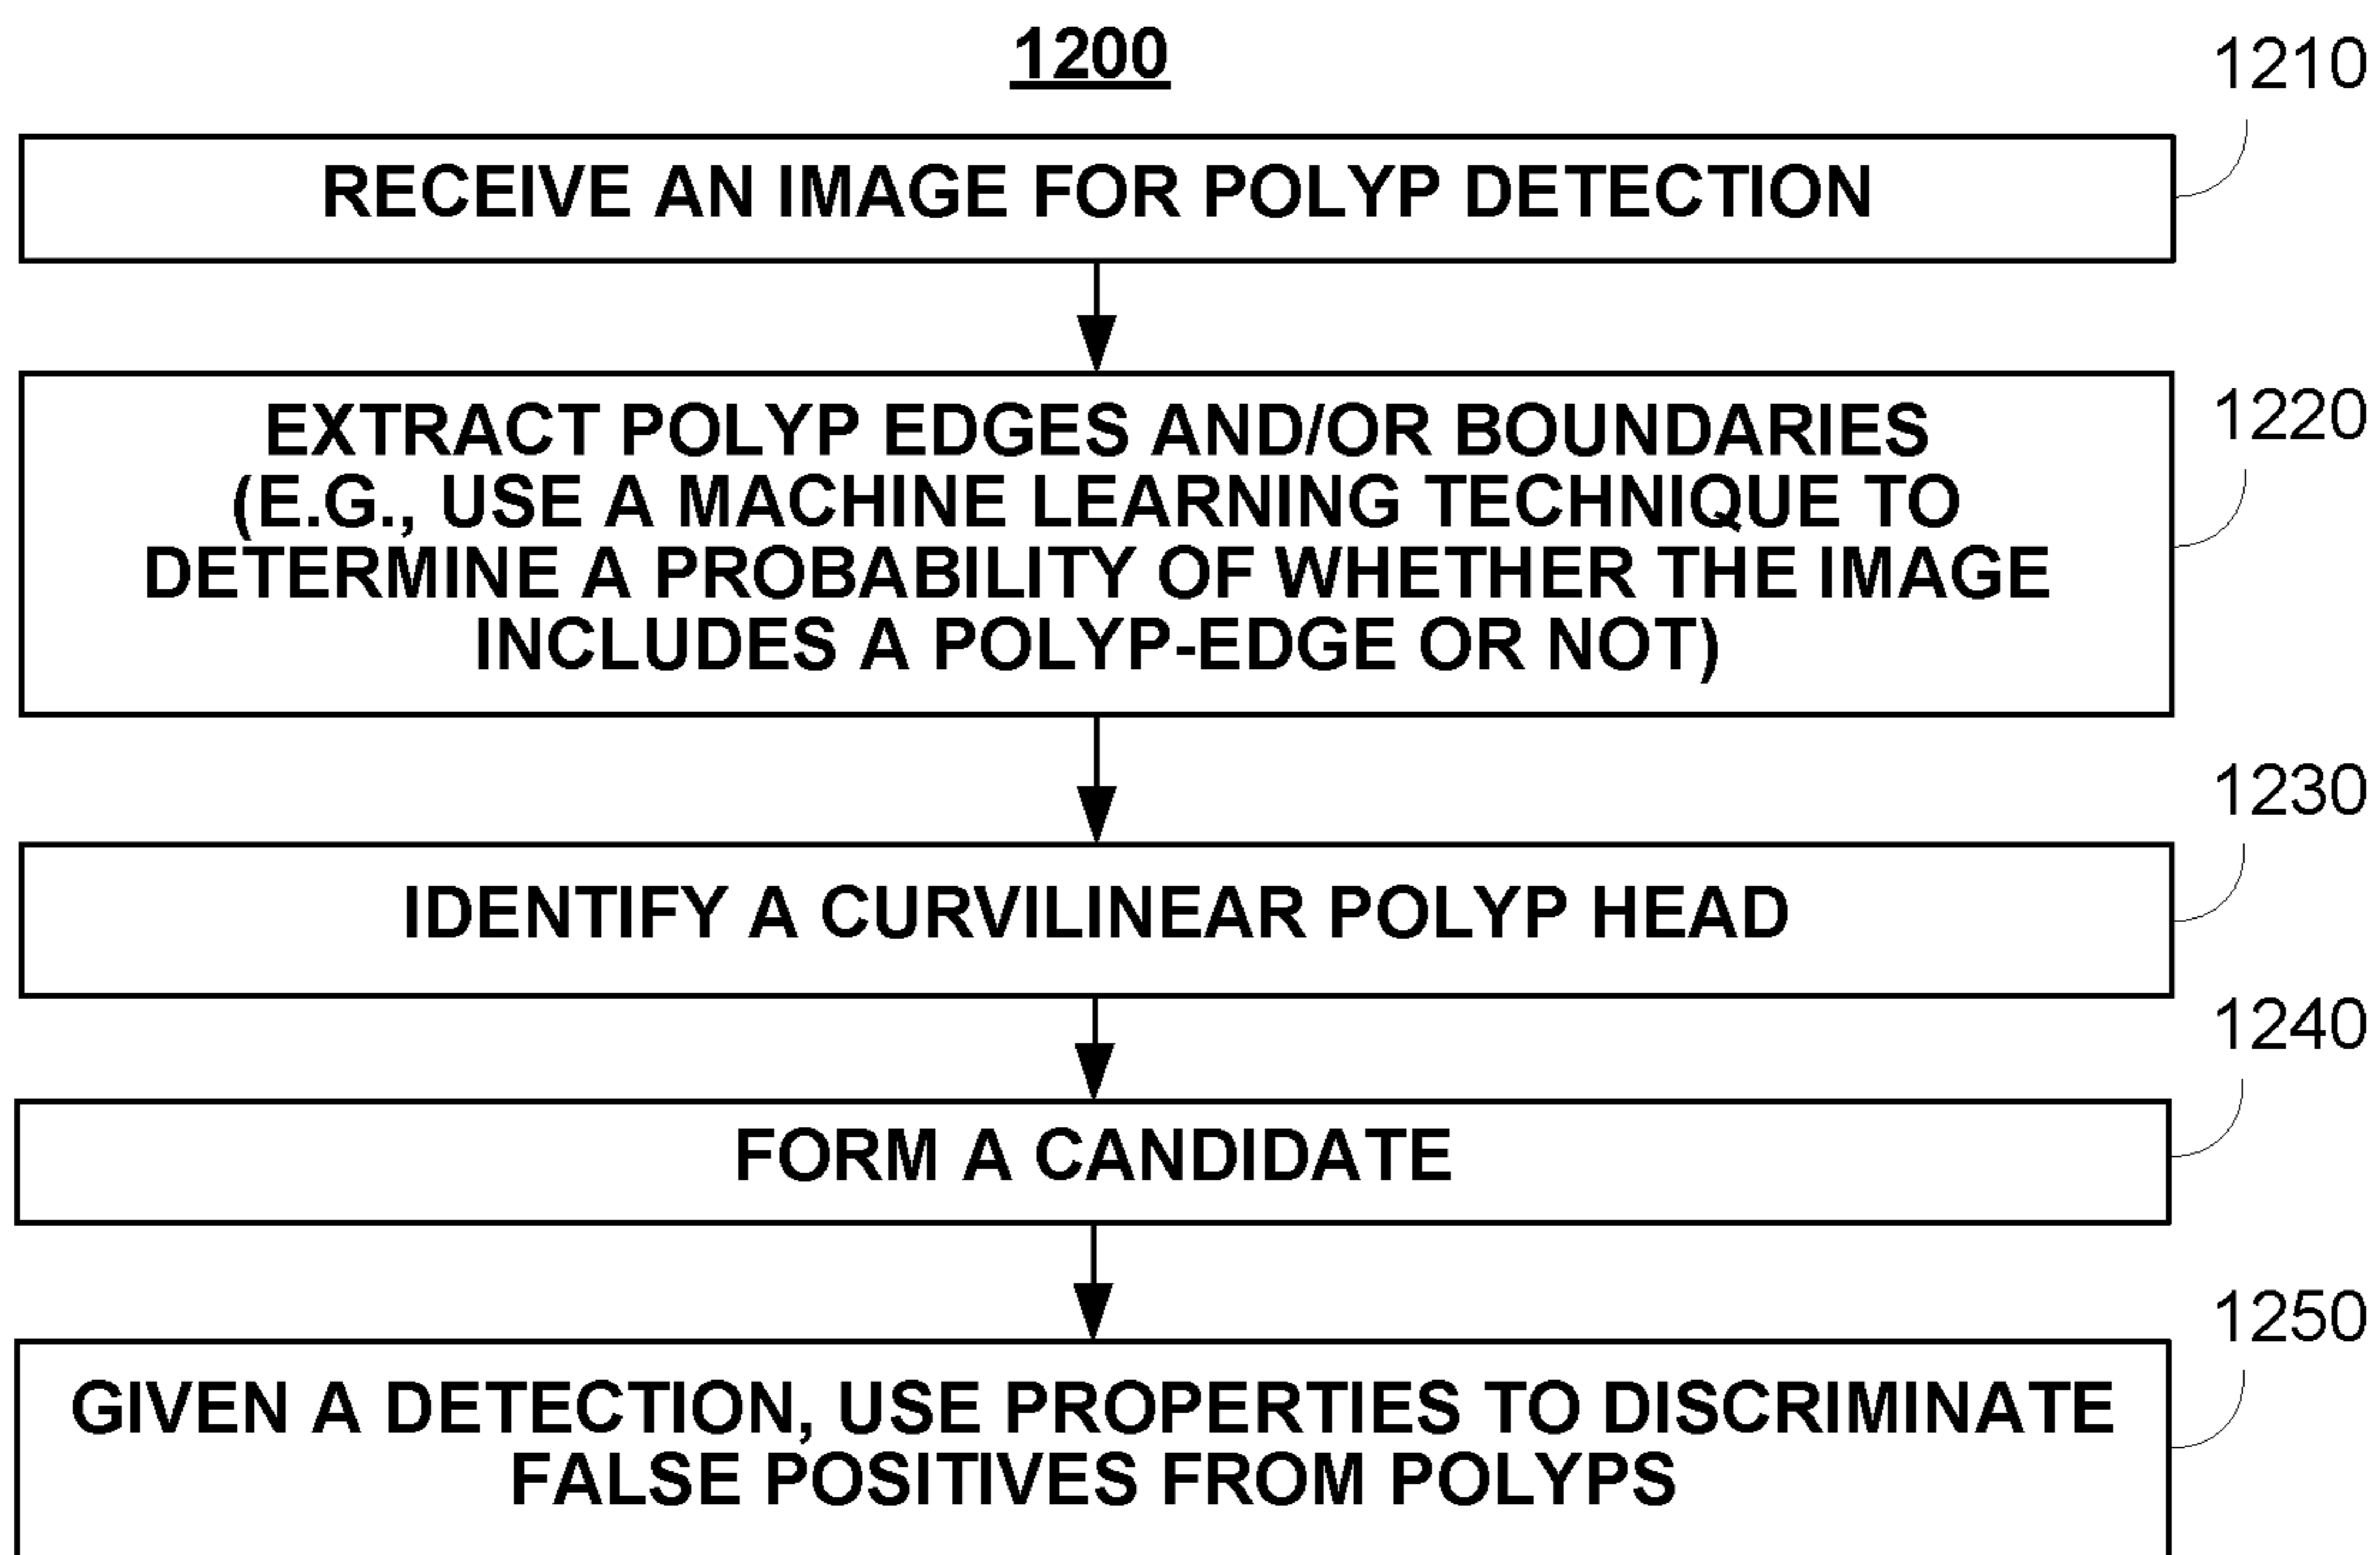 1200
1210
RECEIVE AN IMAGE FOR POLYP DETECTION
1220
EXTRACT POLYP EDGES AND/OR BOUNDARIES
(E.G., USE A MACHINE LEARNING TECHNIQUE TO
DETERMINE A PROBABILITY OF WHETHER THE IMAGE
INCLUDES A POLYP-EDGE OR NOT)
1230
IDENTIFY A CURVILINEAR POLYP HEAD
1240
FORM A CANDIDATE
1250
GIVEN A DETECTION, USE PROPERTIES TO DISCRIMINATE
FALSE POSITIVES FROM POLYPS